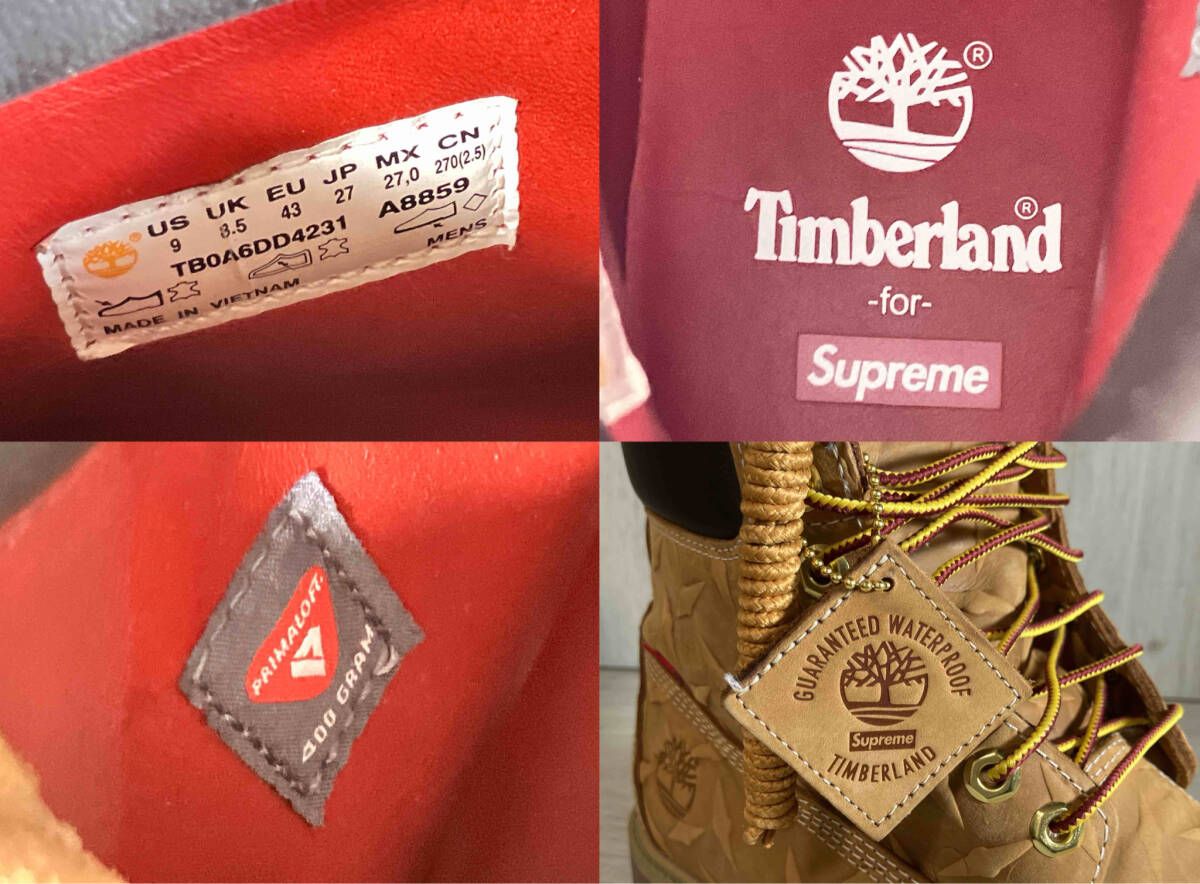 US UK EU JP MX CN
9 8.5 43 27 27,0 270(2.5)
TB0A6DD4231 A8859
MENS
MADE IN VIETNAM
®
Timberland®
-for-
Supreme
PRIMALOFT
400 GRAM
GUARANTEED WATERPROOF
Supreme
TIMBERLAND